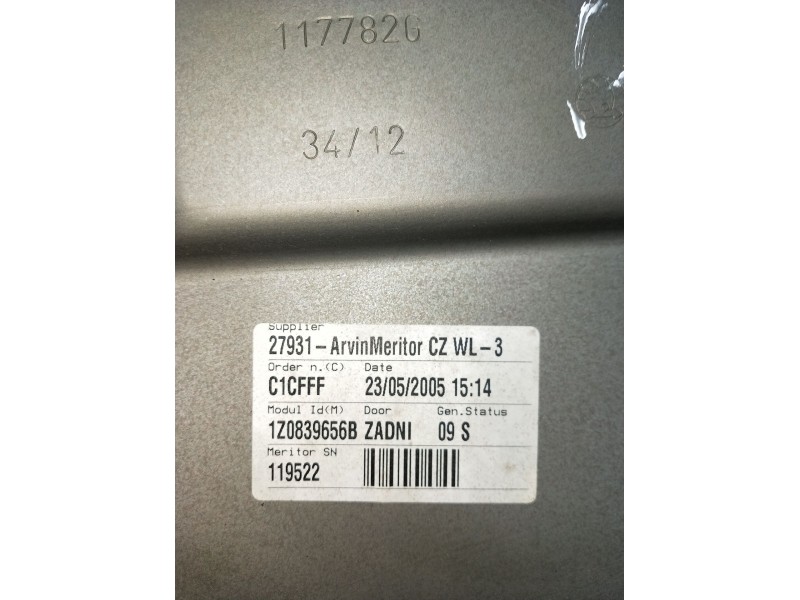 1177826
34/12
Supplier
27931-ArvinMeritor CZ WL-3
Order n.(C) Date
C1CFFF 23/05/2005 15:14
Modul Id(M) Door Gen.Status
1Z0839656B ZADNI 09 S
Meritor SN
119522